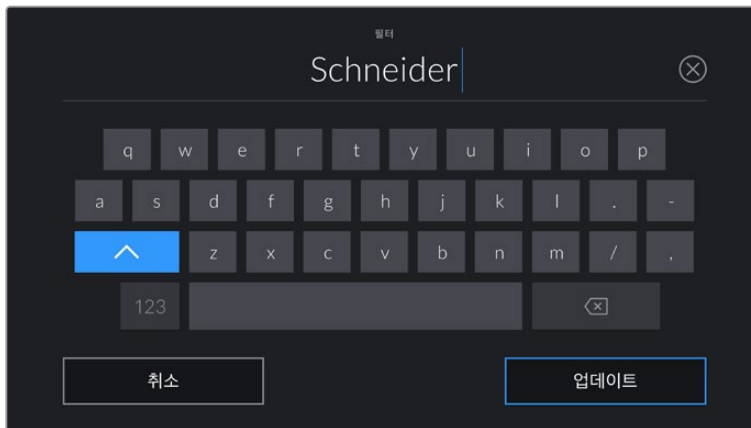 필터
Schneider
q w e r t y u i o p
a s d f g h j k l . -
z x c v b n m / ,
123
취소 업데이트